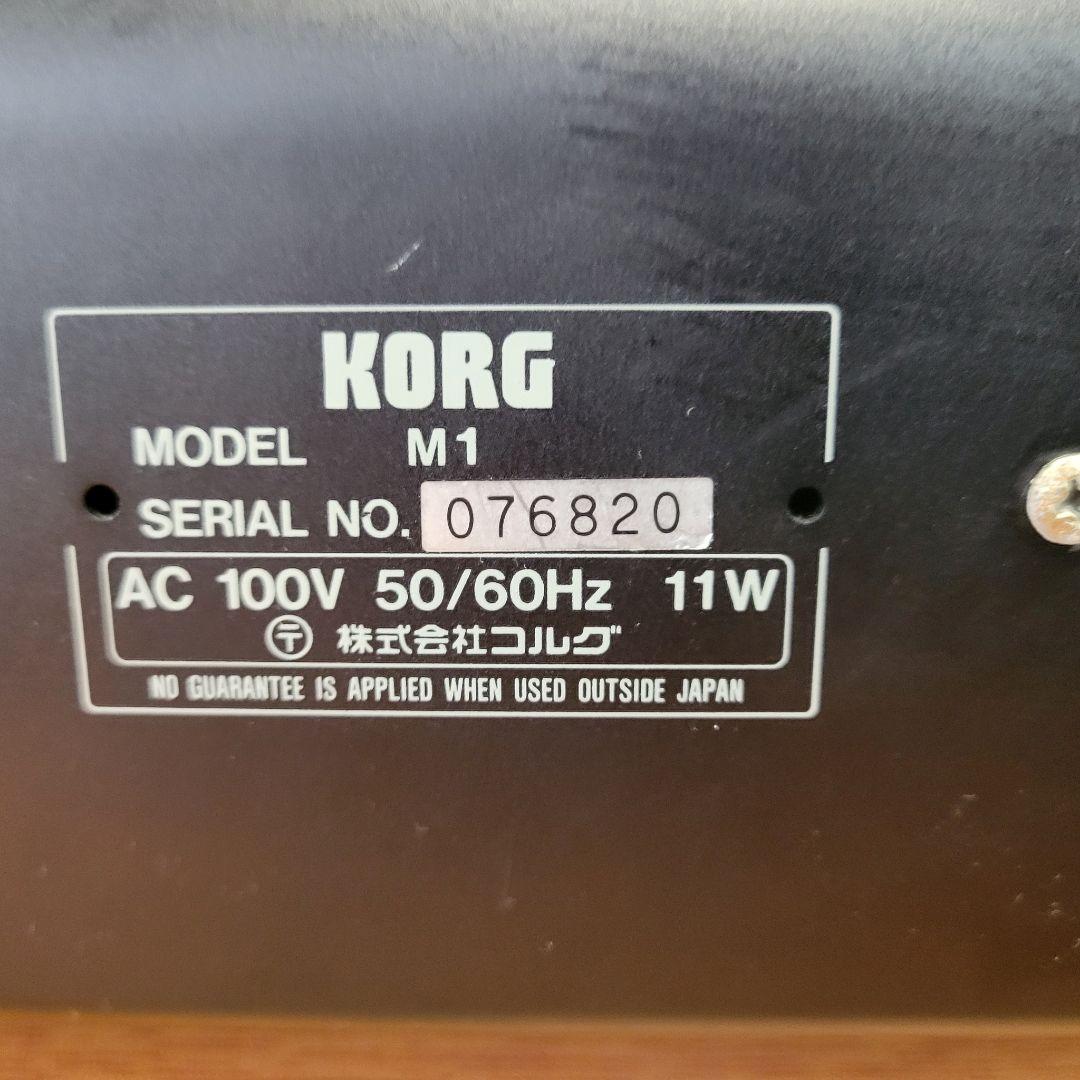 KORG
MODEL M1
SERIAL NO. 076820
AC 100V 50/60Hz 11W
〒 株式会社コルグ
NO GUARANTEE IS APPLIED WHEN USED OUTSIDE JAPAN